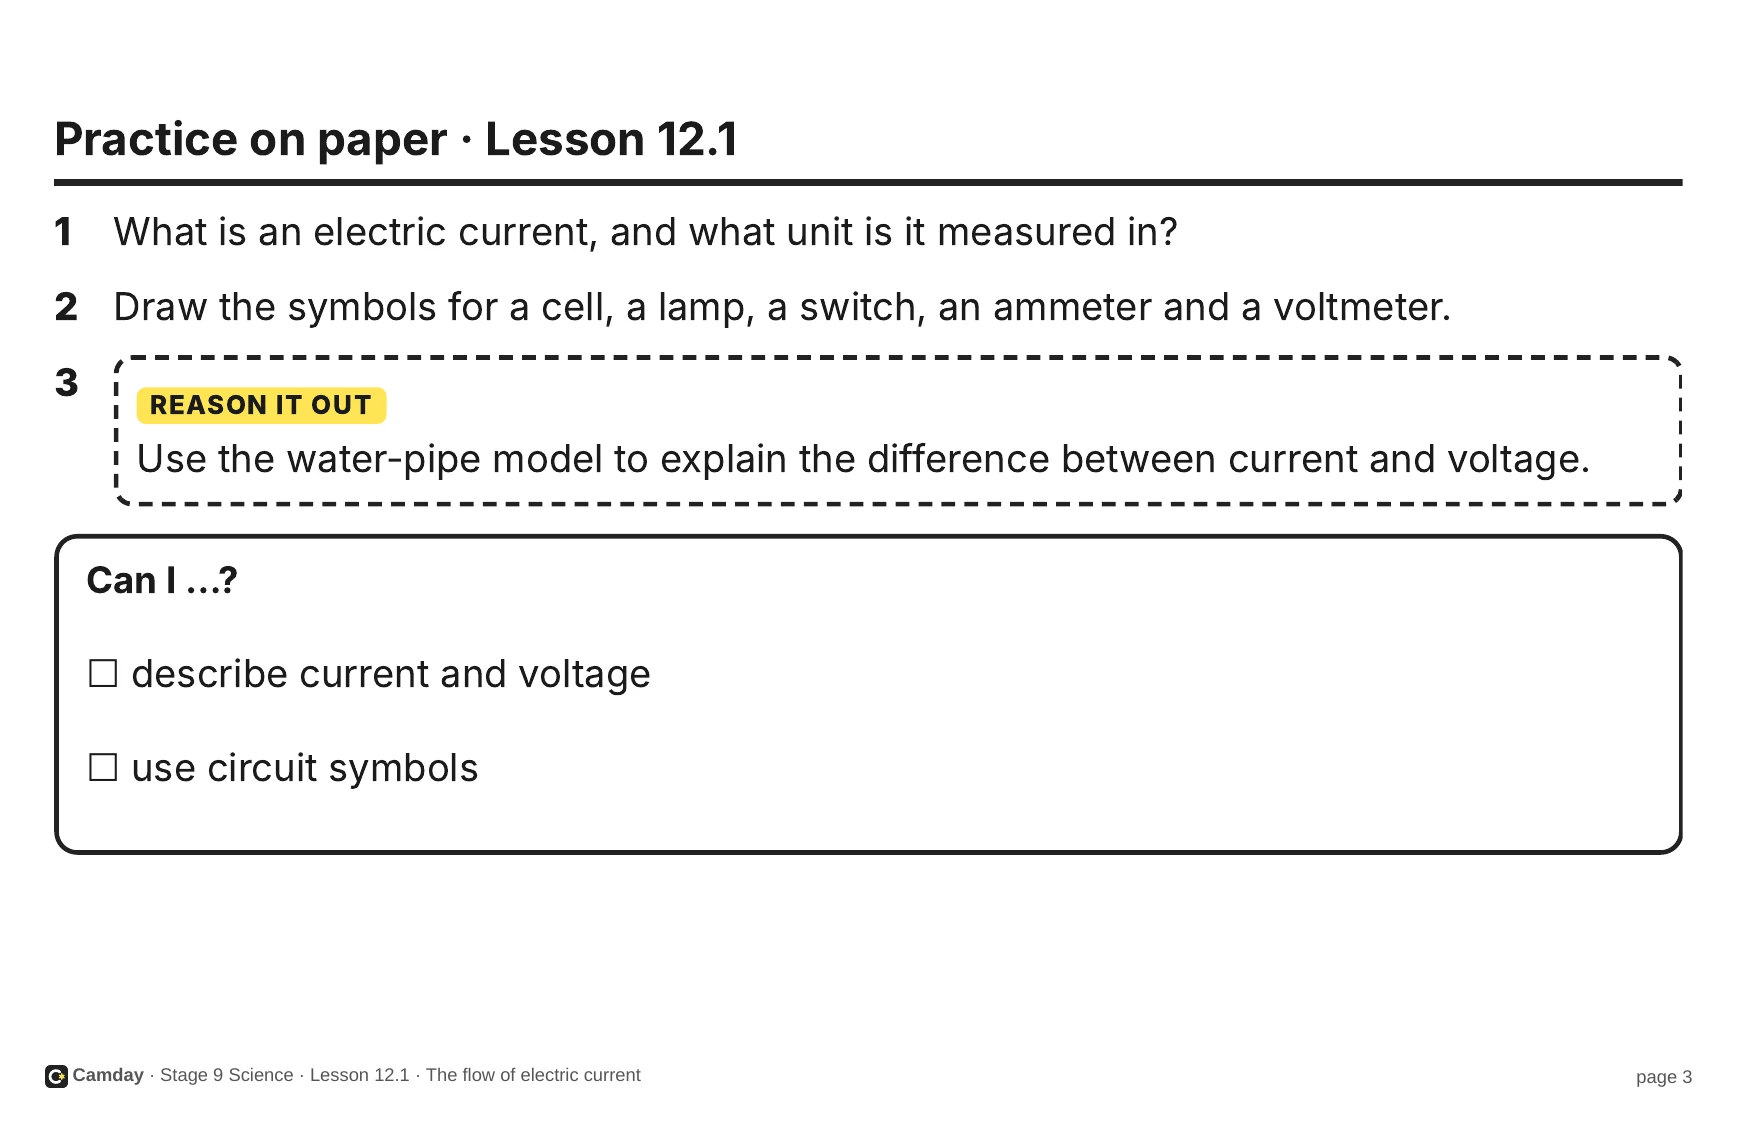 Practice on paper · Lesson 12.1
1 What is an electric current, and what unit is it measured in?
2 Draw the symbols for a cell, a lamp, a switch, an ammeter and a voltmeter.
3
REASON IT OUT
Use the water-pipe model to explain the difference between current and voltage.
Can I …?
☐ describe current and voltage
☐ use circuit symbols
Camday · Stage 9 Science · Lesson 12.1 · The flow of electric current
page 3